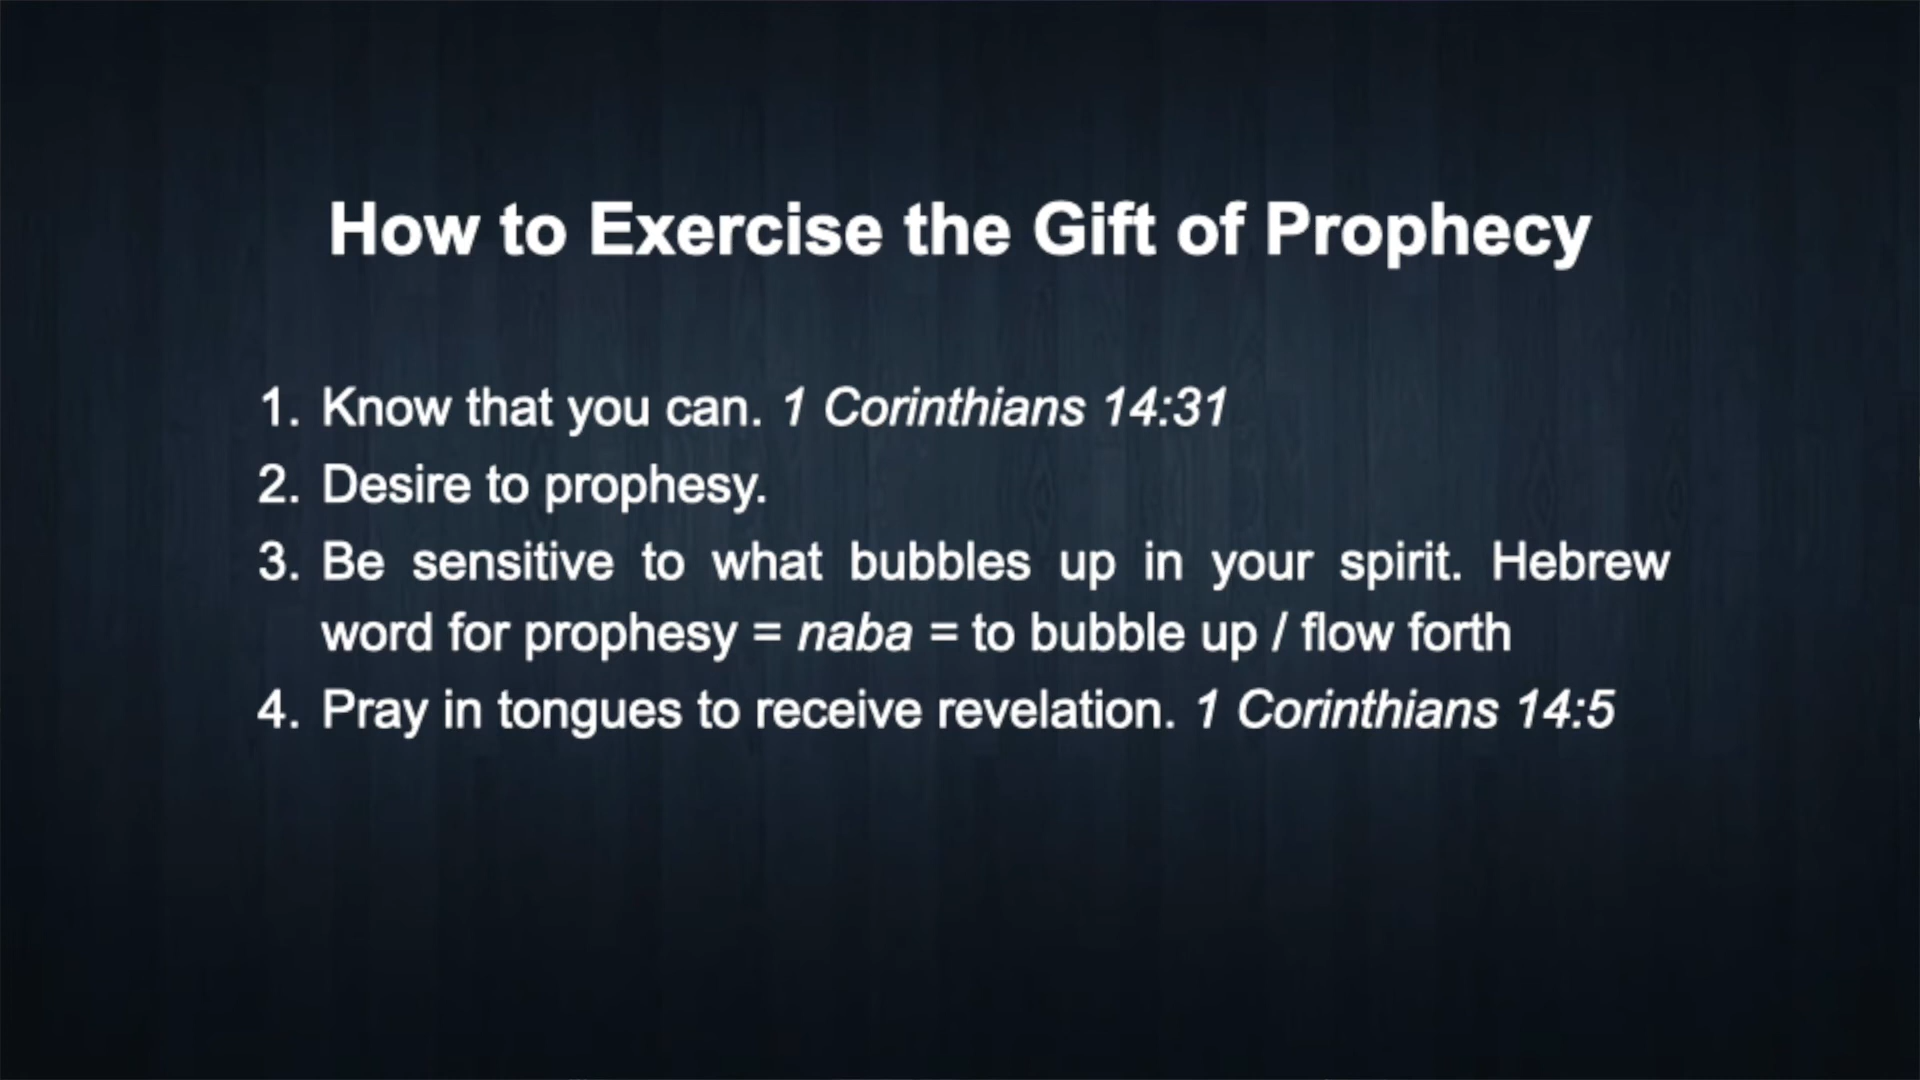 How to Exercise the Gift of Prophecy
1. Know that you can. 1 Corinthians 14:31
2. Desire to prophesy.
3. Be sensitive to what bubbles up in your spirit. Hebrew
word for prophesy = naba = to bubble up / flow forth
4. Pray in tongues to receive revelation. 1 Corinthians 14:5